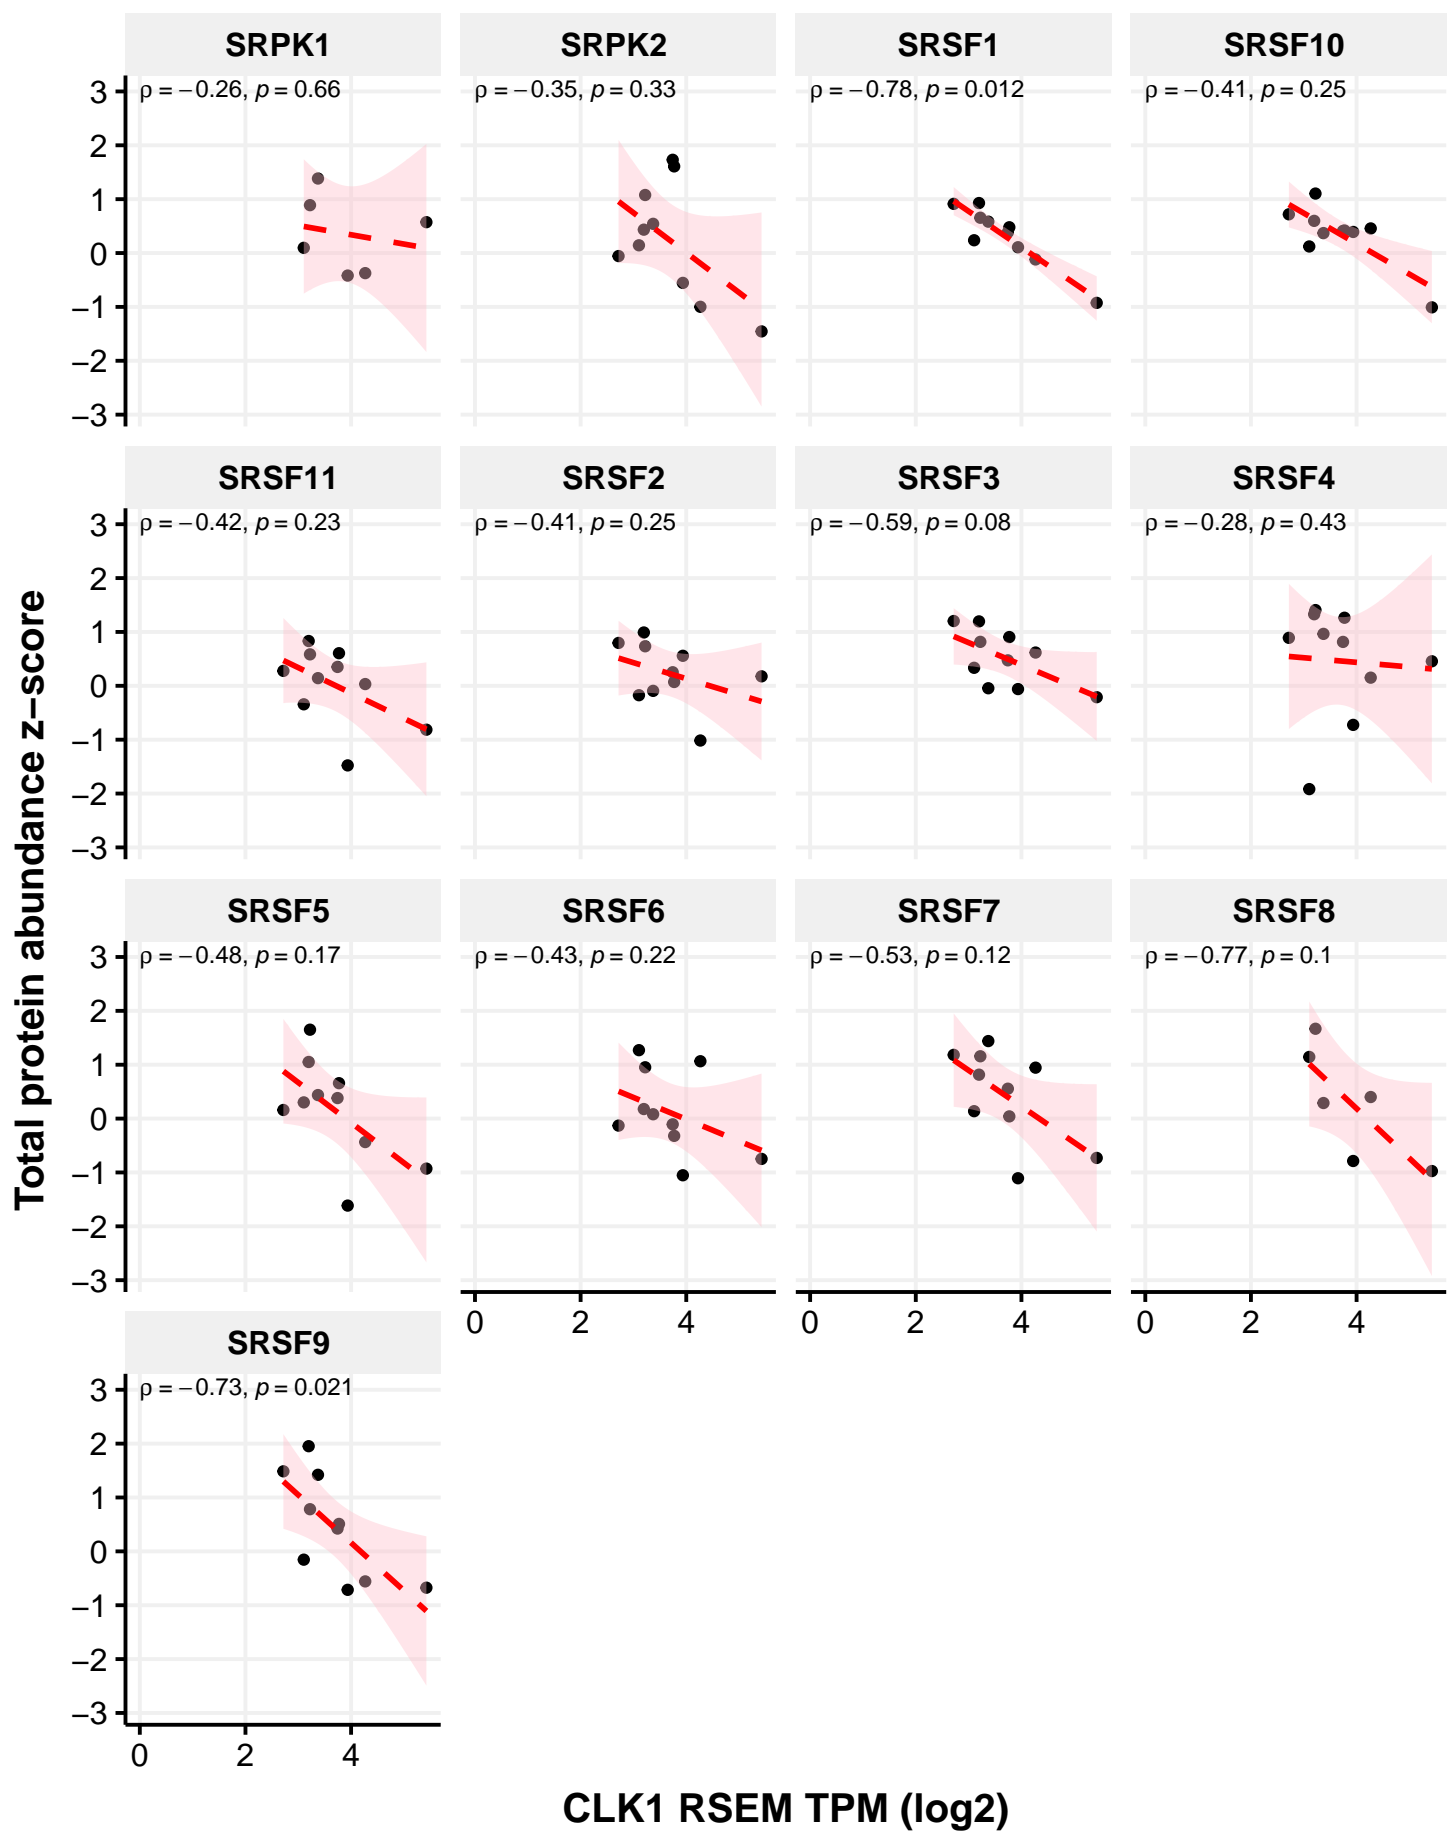 SRPK1 SRPK2 SRSF1 SRSF10
ρ = −0.26, p = 0.66 ρ = −0.35, p = 0.33 ρ = −0.78, p = 0.012 ρ = −0.41, p = 0.25
3
2
1
0
−1
−2
−3
SRSF11 SRSF2 SRSF3 SRSF4
ρ = −0.42, p = 0.23 ρ = −0.41, p = 0.25 ρ = −0.59, p = 0.08 ρ = −0.28, p = 0.43
3
2
1
0
−1
−2
−3
Total protein abundance z−score
SRSF5 SRSF6 SRSF7 SRSF8
ρ = −0.48, p = 0.17 ρ = −0.43, p = 0.22 ρ = −0.53, p = 0.12 ρ = −0.77, p = 0.1
3
2
1
0
−1
−2
−3
0 2 4 0 2 4 0 2 4
SRSF9
ρ = −0.73, p = 0.021
3
2
1
0
−1
−2
−3
0 2 4
CLK1 RSEM TPM (log2)